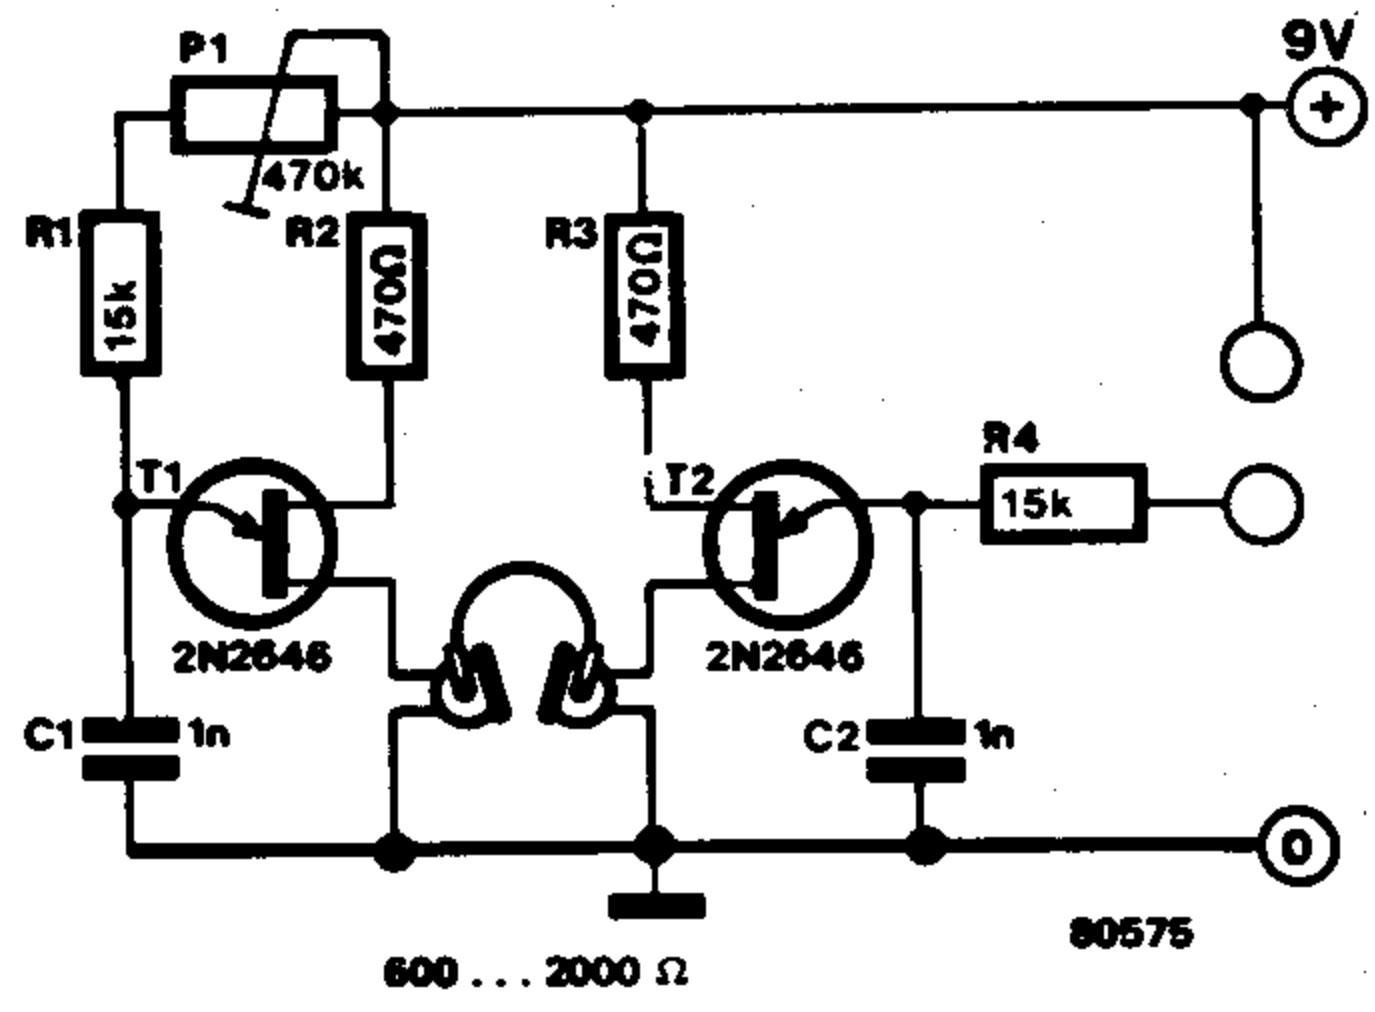 P1
9V
+
470k
R1
R2
R3
15k
470Ω
470Ω
T1
T2
R4
15k
2N2646
2N2646
C1
1n
C2
1n
0
80575
600 ... 2000 Ω